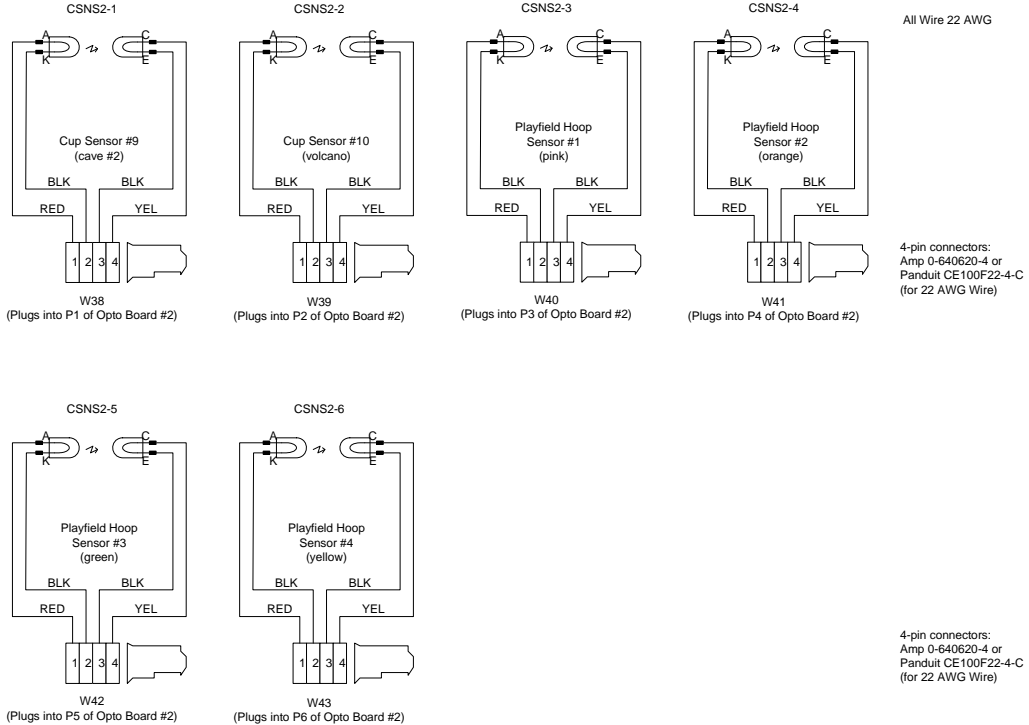 CSNS2-1
CSNS2-2
CSNS2-3
CSNS2-4
All Wire 22 AWG
A
C
K
E
A
C
K
E
A
C
K
E
A
C
K
E
Cup Sensor #9
(cave #2)
Cup Sensor #10
(volcano)
Playfield Hoop
Sensor #1
(pink)
Playfield Hoop
Sensor #2
(orange)
BLK
BLK
BLK
BLK
BLK
BLK
BLK
BLK
RED
YEL
RED
YEL
RED
YEL
RED
YEL
1 2 3 4
1 2 3 4
1 2 3 4
1 2 3 4
4-pin connectors:
Amp 0-640620-4 or
Panduit CE100F22-4-C
(for 22 AWG Wire)
W38
(Plugs into P1 of Opto Board #2)
W39
(Plugs into P2 of Opto Board #2)
W40
(Plugs into P3 of Opto Board #2)
W41
(Plugs into P4 of Opto Board #2)
CSNS2-5
CSNS2-6
A
C
K
E
A
C
K
E
Playfield Hoop
Sensor #3
(green)
Playfield Hoop
Sensor #4
(yellow)
BLK
BLK
BLK
BLK
RED
YEL
RED
YEL
1 2 3 4
1 2 3 4
4-pin connectors:
Amp 0-640620-4 or
Panduit CE100F22-4-C
(for 22 AWG Wire)
W42
(Plugs into P5 of Opto Board #2)
W43
(Plugs into P6 of Opto Board #2)